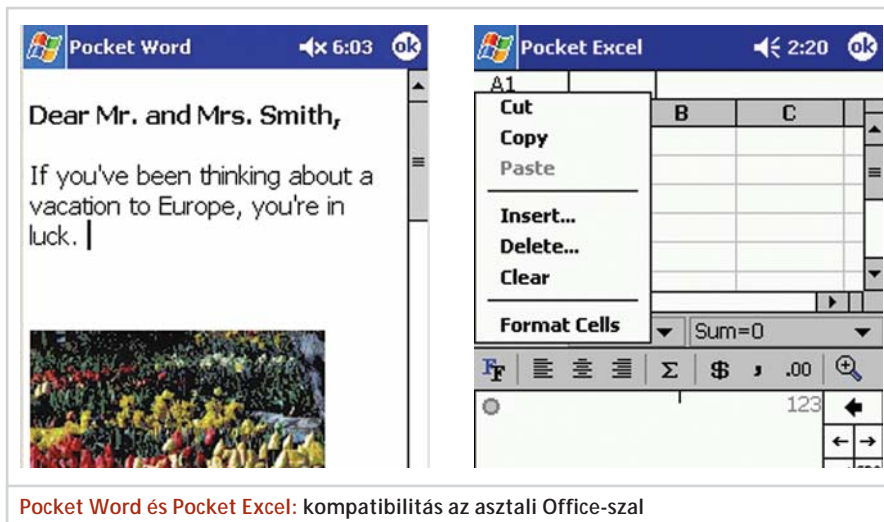 Pocket Word 6:03 ok
Dear Mr. and Mrs. Smith,
If you've been thinking about a
vacation to Europe, you're in
luck.
Pocket Excel 2:20 ok
A1
B C
Cut
Copy
Paste
Insert...
Delete...
Clear
Format Cells
Sum=0
FF Σ $ , .00
123
Pocket Word és Pocket Excel: kompatibilitás az asztali Office-szal